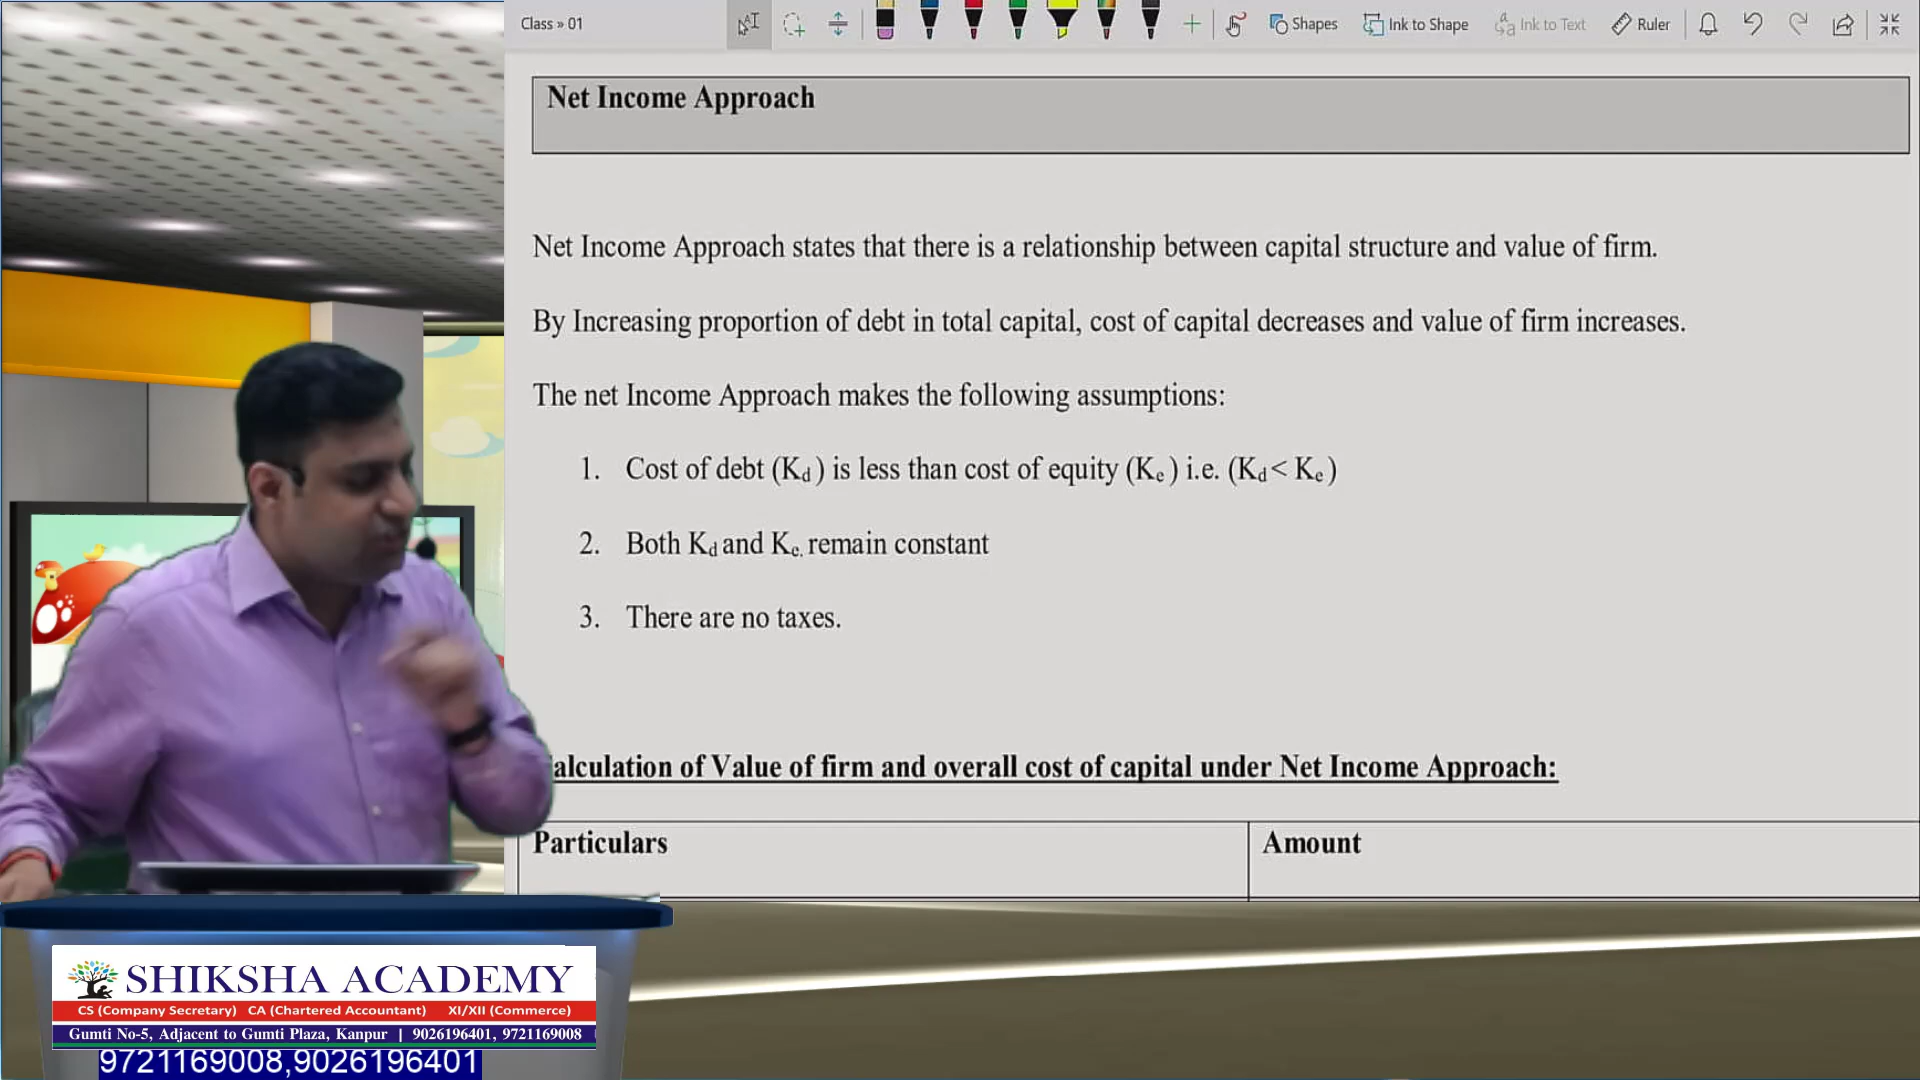 Class » 01
Shapes
Ink to Shape
Ink to Text
Ruler
Net Income Approach
Net Income Approach states that there is a relationship between capital structure and value of firm.
By Increasing proportion of debt in total capital, cost of capital decreases and value of firm increases.
The net Income Approach makes the following assumptions:
1. Cost of debt (Kd) is less than cost of equity (Ke) i.e. (Kd < Ke)
2. Both Kd and Ke. remain constant
3. There are no taxes.
alculation of Value of firm and overall cost of capital under Net Income Approach:
Particulars Amount
SHIKSHA ACADEMY
CS (Company Secretary) CA (Chartered Accountant) XI/XII (Commerce)
Gumti No-5, Adjacent to Gumti Plaza, Kanpur | 9026196401, 9721169008
9721169008,9026196401